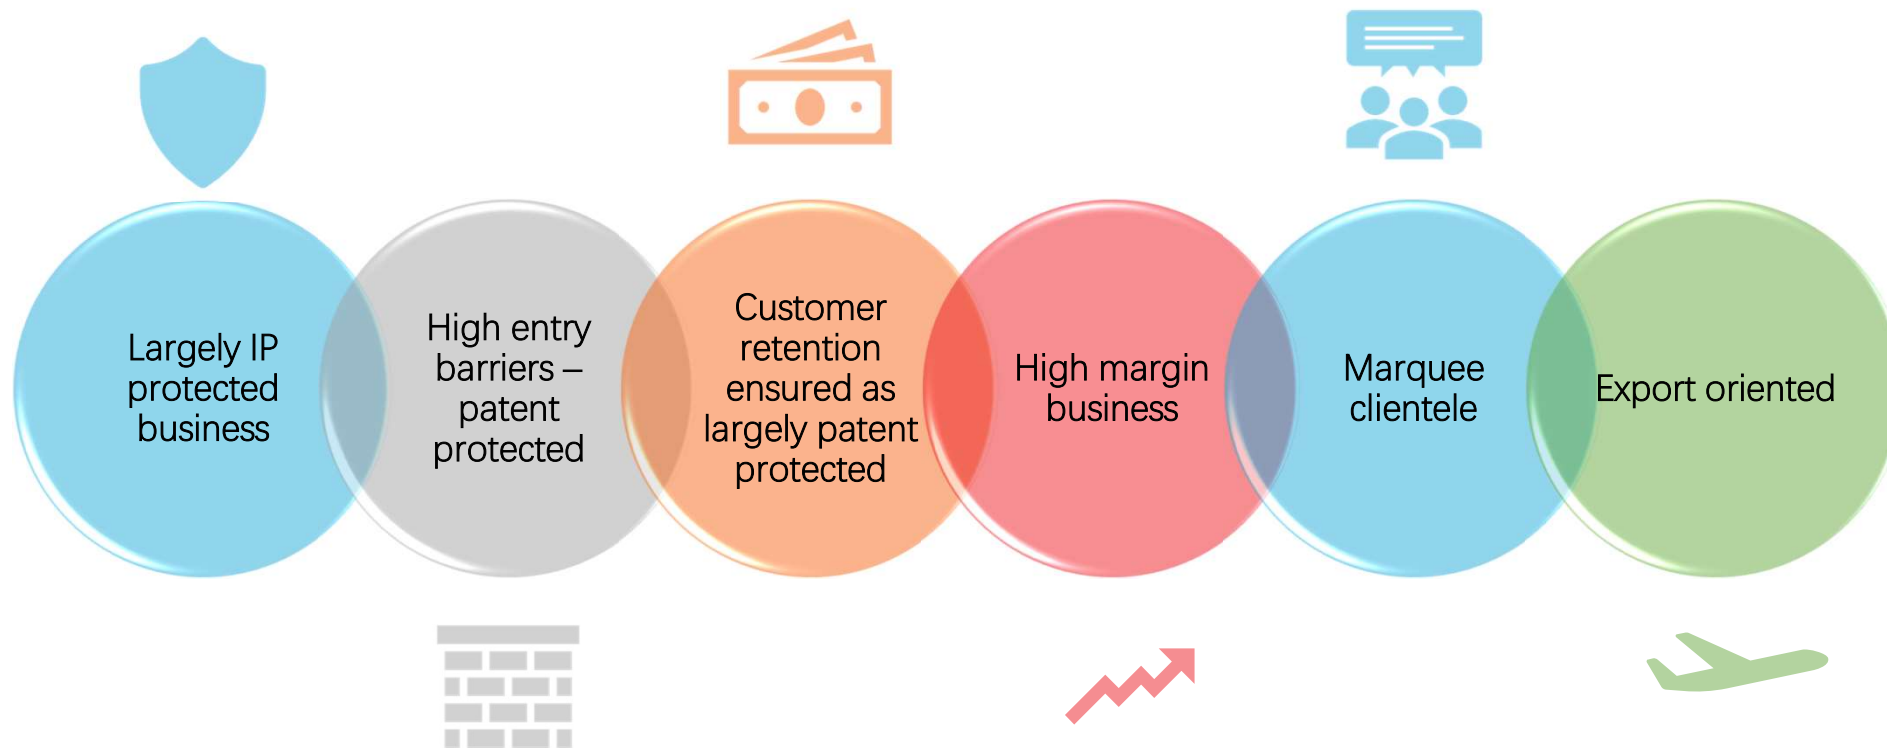 Largely IP
protected
business
High entry
barriers –
patent
protected
Customer
retention
ensured as
largely patent
protected
High margin
business
Marquee
clientele
Export oriented